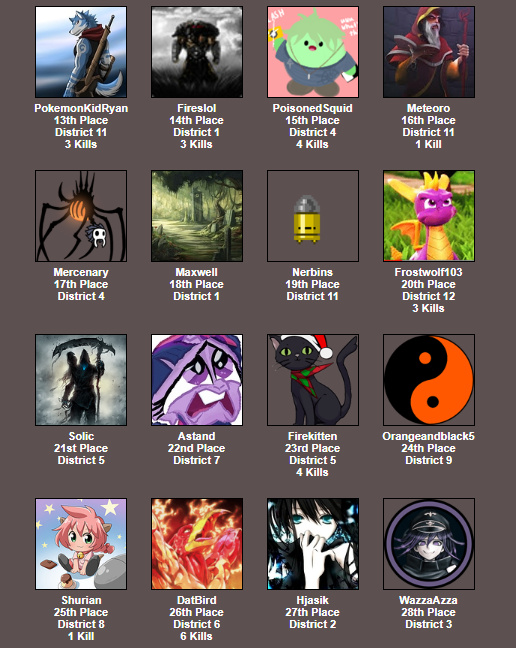 PokemonKidRyan
13th Place
District 11
3 Kills
Fireslol
14th Place
District 1
3 Kills
PoisonedSquid
15th Place
District 4
4 Kills
Meteoro
16th Place
District 11
1 Kill
Mercenary
17th Place
District 4
Maxwell
18th Place
District 1
Nerbins
19th Place
District 11
Frostwolf103
20th Place
District 12
3 Kills
Solic
21st Place
District 5
Astand
22nd Place
District 7
Firekitten
23rd Place
District 5
4 Kills
Orangeandblack5
24th Place
District 9
Shurian
25th Place
District 8
1 Kill
DatBird
26th Place
District 6
6 Kills
Hjasik
27th Place
District 2
WazzaAzza
28th Place
District 3